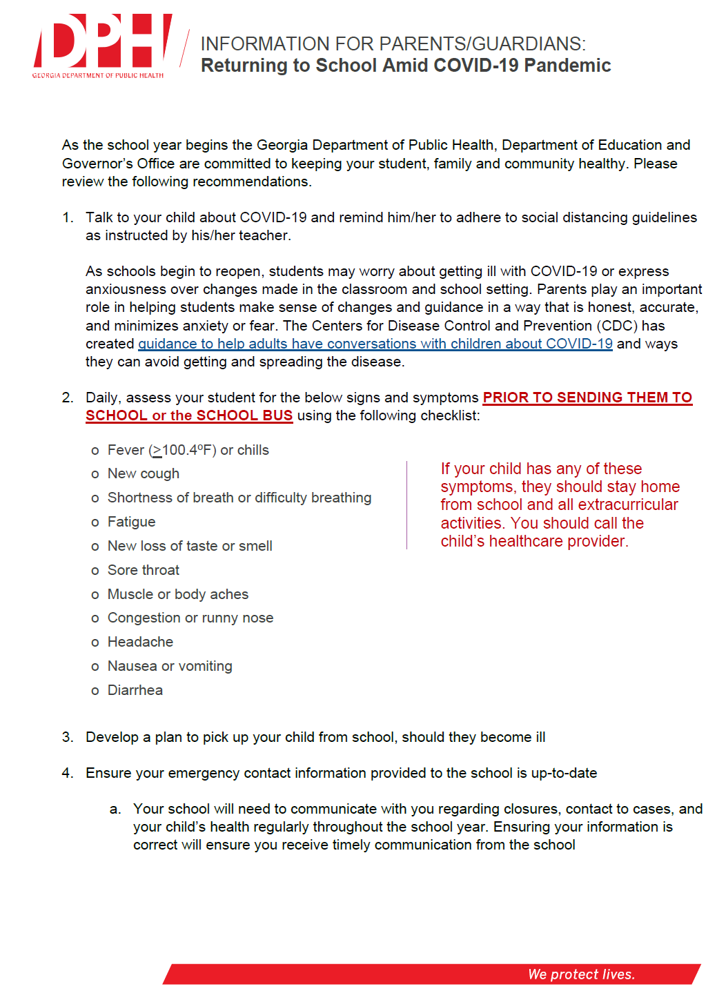 DPH
GEORGIA DEPARTMENT OF PUBLIC HEALTH
INFORMATION FOR PARENTS/GUARDIANS:
Returning to School Amid COVID-19 Pandemic
As the school year begins the Georgia Department of Public Health, Department of Education and
Governor's Office are committed to keeping your student, family and community healthy. Please
review the following recommendations.
1. Talk to your child about COVID-19 and remind him/her to adhere to social distancing guidelines
as instructed by his/her teacher.
As schools begin to reopen, students may worry about getting ill with COVID-19 or express
anxiousness over changes made in the classroom and school setting. Parents play an important
role in helping students make sense of changes and guidance in a way that is honest, accurate,
and minimizes anxiety or fear. The Centers for Disease Control and Prevention (CDC) has
created guidance to help adults have conversations with children about COVID-19 and ways
they can avoid getting and spreading the disease.
2. Daily, assess your student for the below signs and symptoms PRIOR TO SENDING THEM TO
SCHOOL or the SCHOOL BUS using the following checklist:
o Fever (≥100.4ºF) or chills
o New cough
o Shortness of breath or difficulty breathing
o Fatigue
o New loss of taste or smell
o Sore throat
o Muscle or body aches
o Congestion or runny nose
o Headache
o Nausea or vomiting
o Diarrhea
If your child has any of these
symptoms, they should stay home
from school and all extracurricular
activities. You should call the
child's healthcare provider.
3. Develop a plan to pick up your child from school, should they become ill
4. Ensure your emergency contact information provided to the school is up-to-date
a. Your school will need to communicate with you regarding closures, contact to cases, and
your child's health regularly throughout the school year. Ensuring your information is
correct will ensure you receive timely communication from the school
We protect lives.